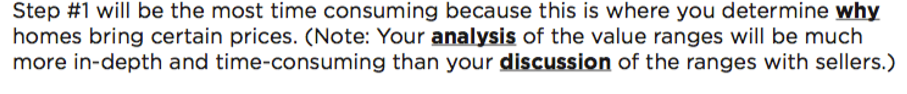 Step #1 will be the most time consuming because this is where you determine why
homes bring certain prices. (Note: Your analysis of the value ranges will be much
more in-depth and time-consuming than your discussion of the ranges with sellers.)